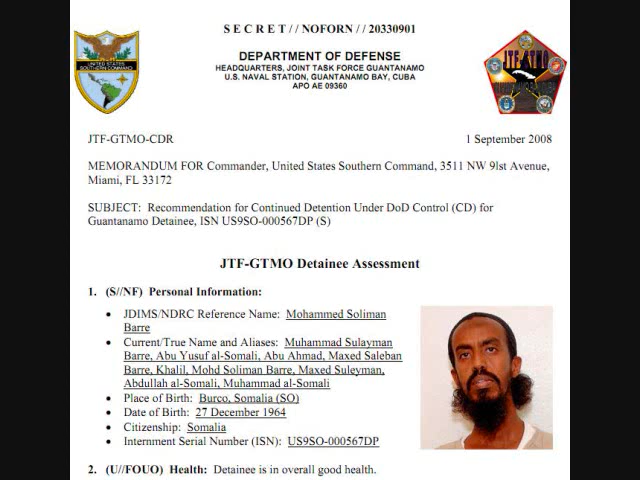 S E C R E T // NOFORN // 20330901
DEPARTMENT OF DEFENSE
HEADQUARTERS, JOINT TASK FORCE GUANTANAMO
U.S. NAVAL STATION, GUANTANAMO BAY, CUBA
APO AE 09360
UNITED STATES
SOUTHERN COMMAND
JTF-GTMO
JTF-GTMO-CDR 1 September 2008
MEMORANDUM FOR Commander, United States Southern Command, 3511 NW 9lst Avenue,
Miami, FL 33172
SUBJECT: Recommendation for Continued Detention Under DoD Control (CD) for
Guantanamo Detainee, ISN US9SO-000567DP (S)
JTF-GTMO Detainee Assessment
1. (S//NF) Personal Information:
• JDIMS/NDRC Reference Name: Mohammed Soliman
Barre
• Current/True Name and Aliases: Muhammad Sulayman
Barre, Abu Yusuf al-Somali, Abu Ahmad, Maxed Saleban
Barre, Khalil, Mohd Soliman Barre, Maxed Suleyman,
Abdullah al-Somali, Muhammad al-Somali
• Place of Birth: Burco, Somalia (SO)
• Date of Birth: 27 December 1964
• Citizenship: Somalia
• Internment Serial Number (ISN): US9SO-000567DP
2. (U//FOUO) Health: Detainee is in overall good health.